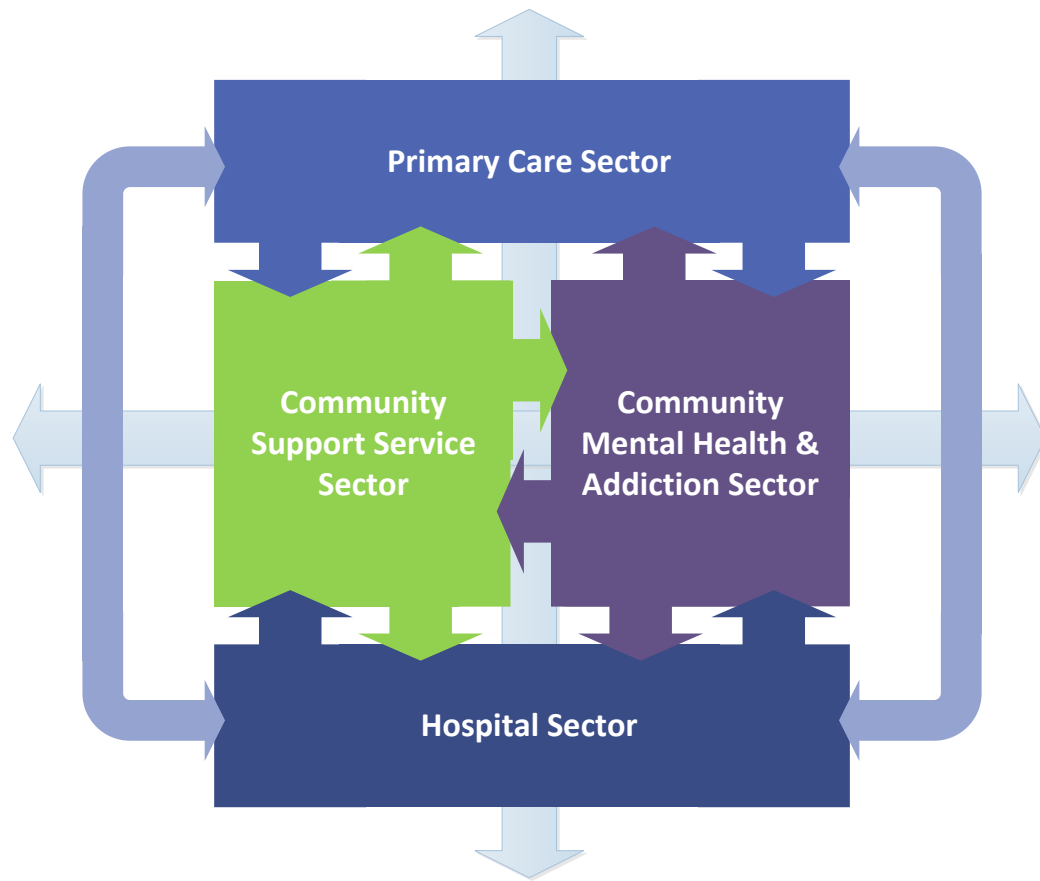 Primary Care Sector
Community
Support Service
Sector
Community
Mental Health &
Addiction Sector
Hospital Sector